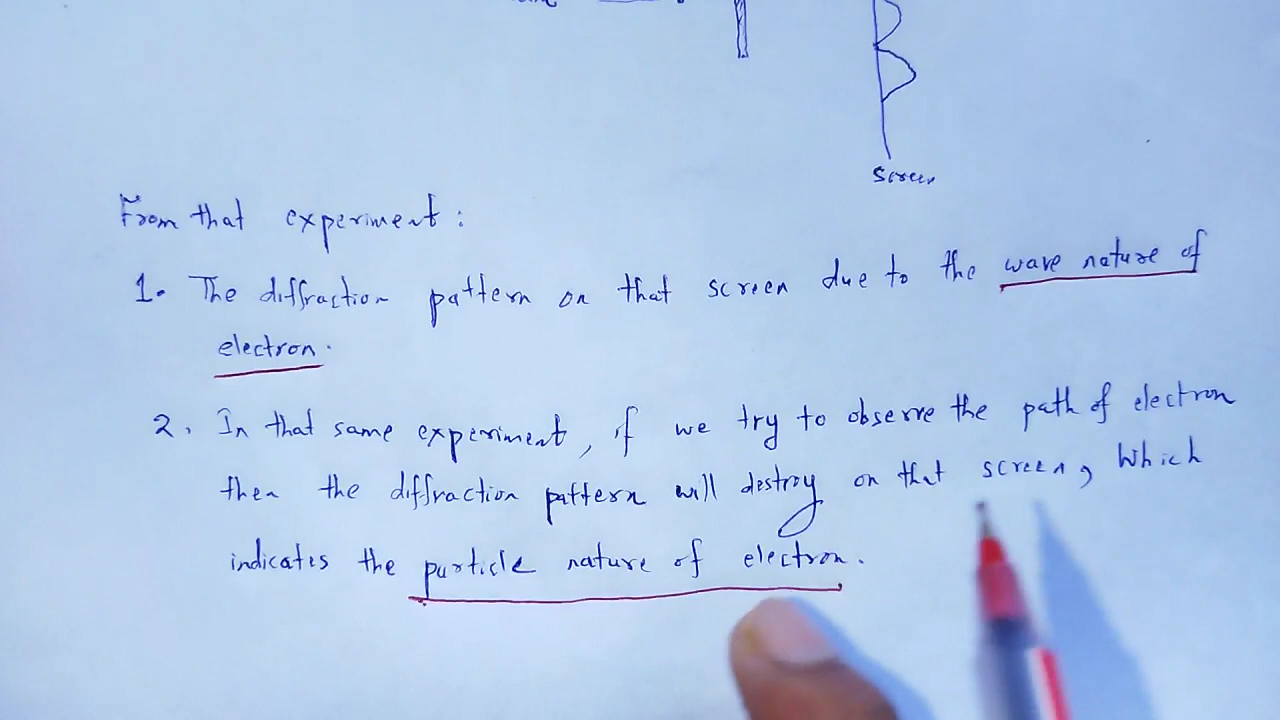 screen
From that experiment:
1. The diffraction pattern on that screen due to the wave nature of
electron.
2. In that same experiment, if we try to observe the path of electron
then the diffraction pattern will destroy on that screen, which
indicates the particle nature of electron.